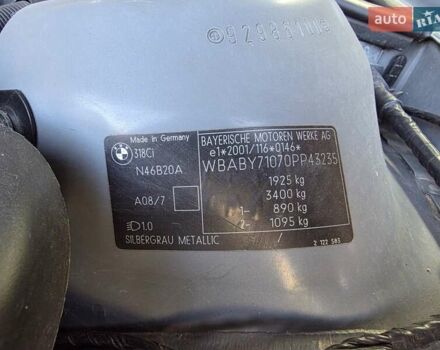 auto RIA
Made in Germany
BMW
318Ci
N46B20A
A08/7
1.0
SILBERGRAU METALLIC
BAYERISCHE MOTOREN WERKE AG
e1*2001/116*0146*
WBABY71070PP43235
1925 kg
3400 kg
1- 890 kg
2- 1095 kg
/
2 122 583